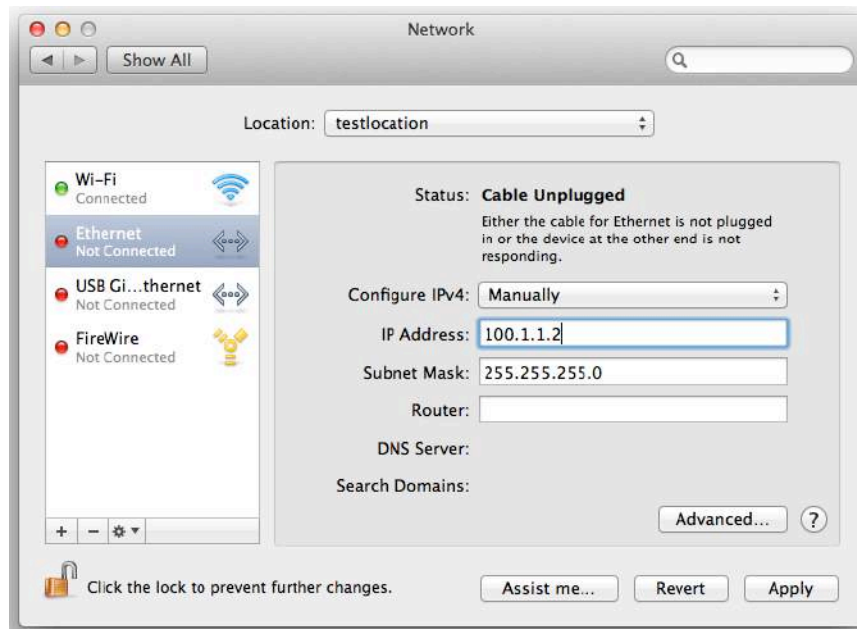 Network
Show All
Location: testlocation
Wi-Fi
Connected
Ethernet
Not Connected
USB Gi...thernet
Not Connected
FireWire
Not Connected
Status: Cable Unplugged
Either the cable for Ethernet is not plugged
in or the device at the other end is not
responding.
Configure IPv4: Manually
IP Address: 100.1.1.2
Subnet Mask: 255.255.255.0
Router:
DNS Server:
Search Domains:
Advanced... ?
Click the lock to prevent further changes.
Assist me... Revert Apply